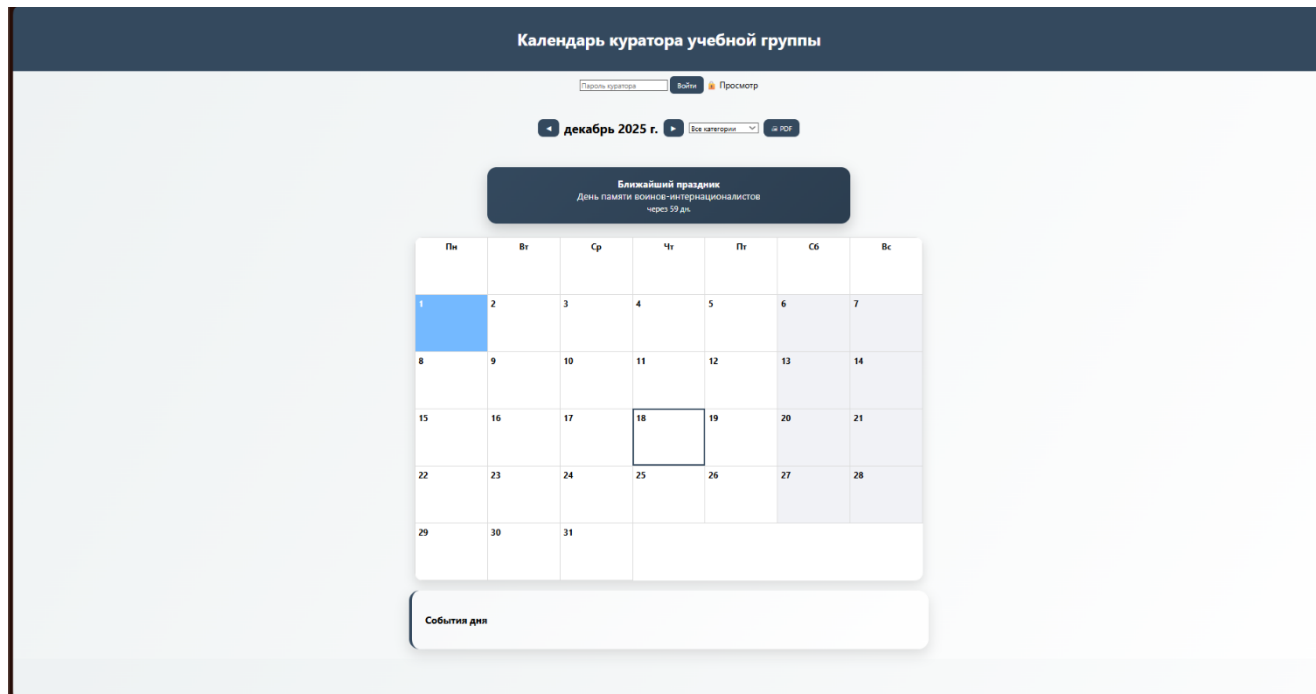 Календарь куратора учебной группы
Пароль куратора Войти 🔒 Просмотр
◄ декабрь 2025 г. ► Все категории 🖨 PDF
Ближайший праздник
День памяти воинов-интернационалистов
через 59 дн.
Пн Вт Ср Чт Пт Сб Вс
1 2 3 4 5 6 7
8 9 10 11 12 13 14
15 16 17 18 19 20 21
22 23 24 25 26 27 28
29 30 31
События дня